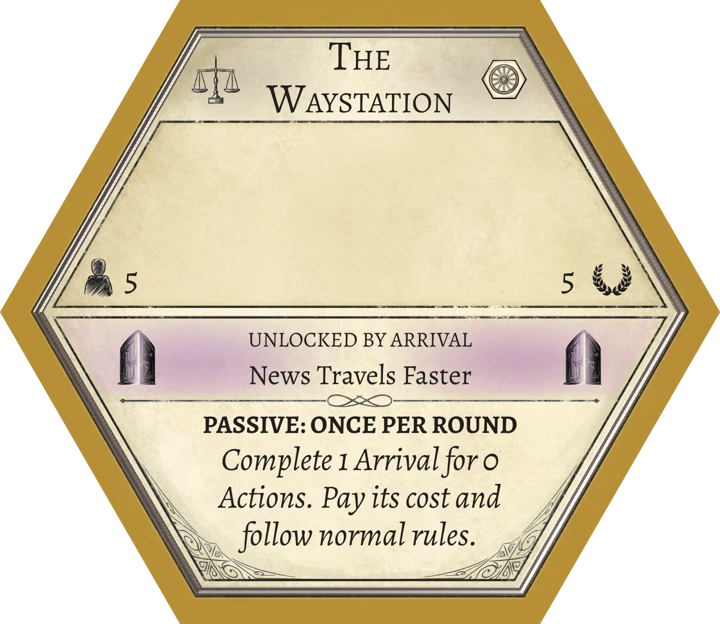 The
Waystation
5
5
UNLOCKED BY ARRIVAL
News Travels Faster
PASSIVE: ONCE PER ROUND
Complete 1 Arrival for 0
Actions. Pay its cost and
follow normal rules.